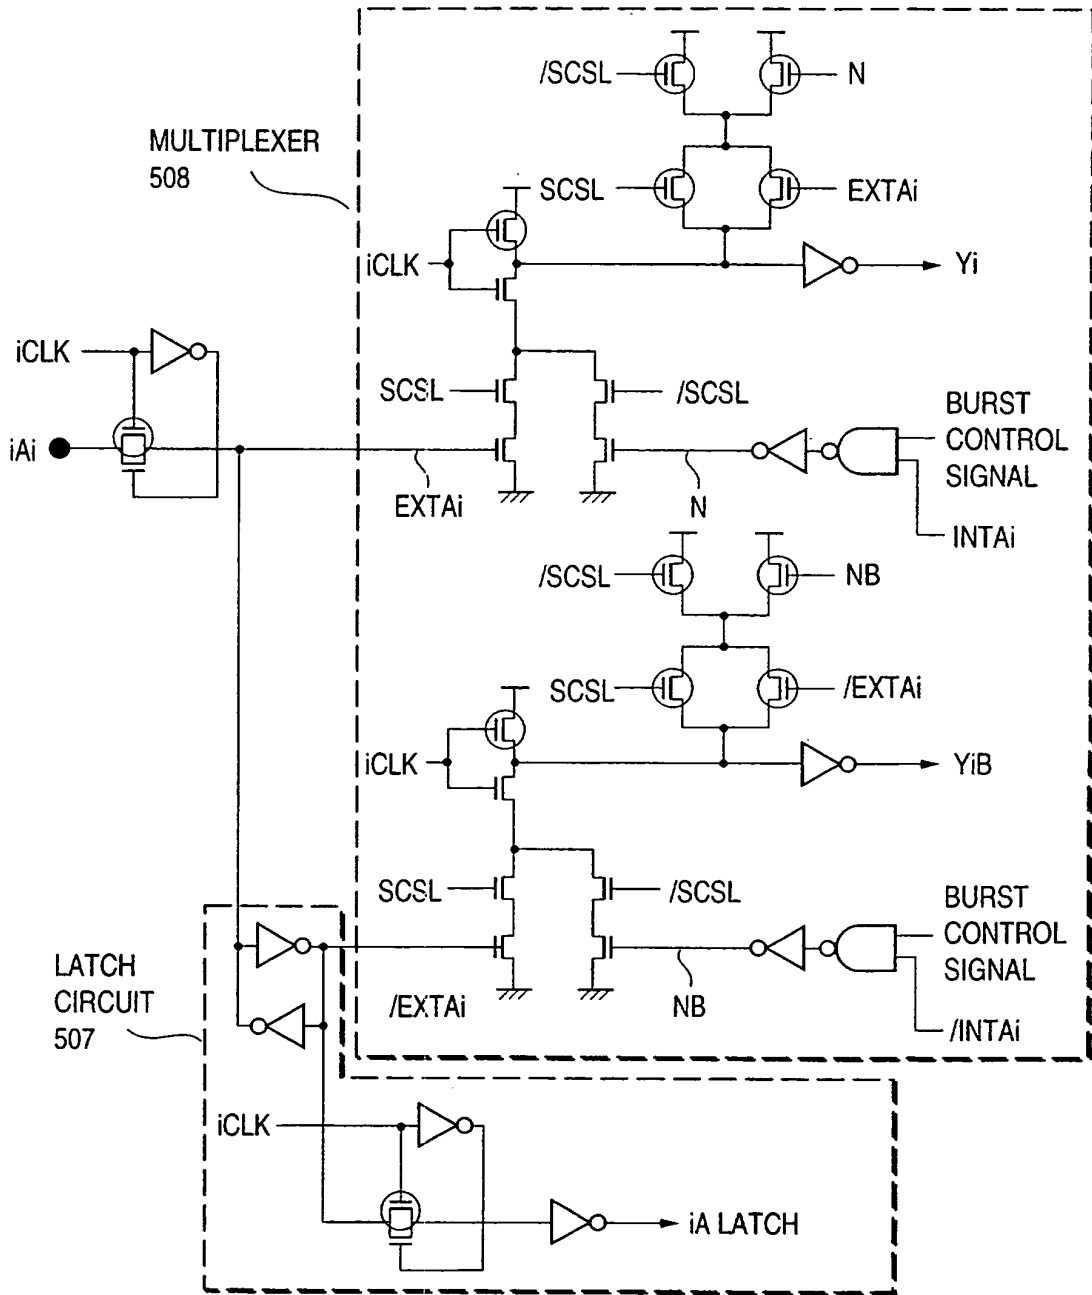 /SCSL
N
MULTIPLEXER
508
SCSL
EXTAi
iCLK
Yi
iCLK
SCSL
/SCSL
BURST
CONTROL
SIGNAL
iAi
EXTAi
N
INTAi
/SCSL
NB
SCSL
/EXTAi
iCLK
YiB
SCSL
/SCSL
BURST
CONTROL
SIGNAL
LATCH
CIRCUIT
507
/EXTAi
NB
/INTAi
iCLK
iA LATCH